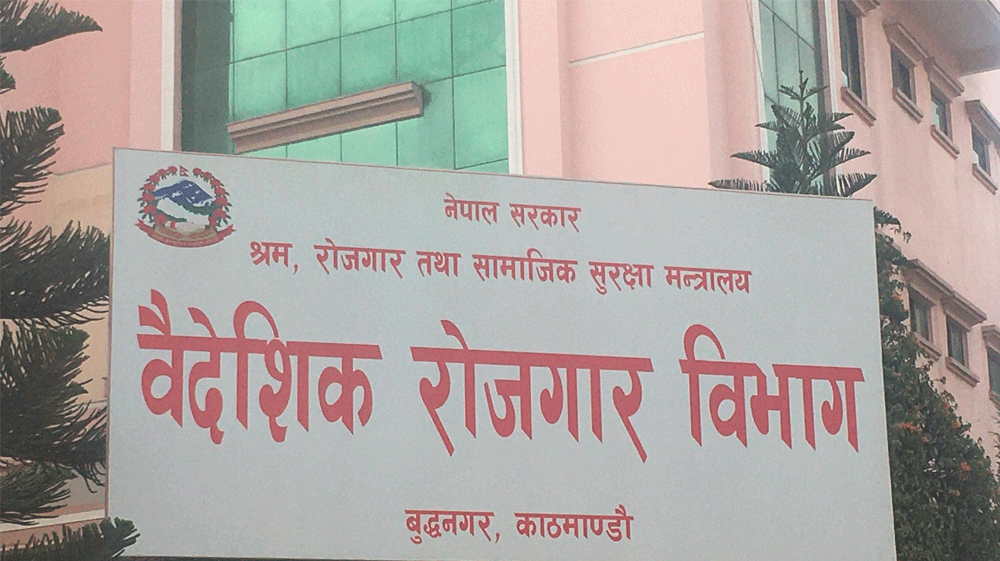 नेपाल सरकार
श्रम, रोजगार तथा सामाजिक सुरक्षा मन्त्रालय
वैदेशिक रोजगार विभाग
बुद्धनगर, काठमाण्डौ